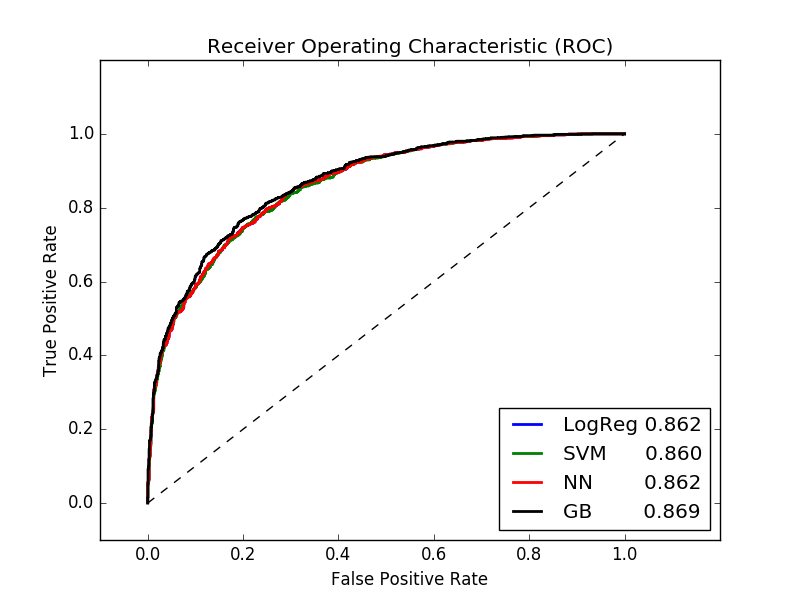 Receiver Operating Characteristic (ROC)
True Positive Rate
1.0
0.8
0.6
0.4
0.2
0.0
LogReg 0.862
SVM 0.860
NN 0.862
GB 0.869
0.0 0.2 0.4 0.6 0.8 1.0
False Positive Rate